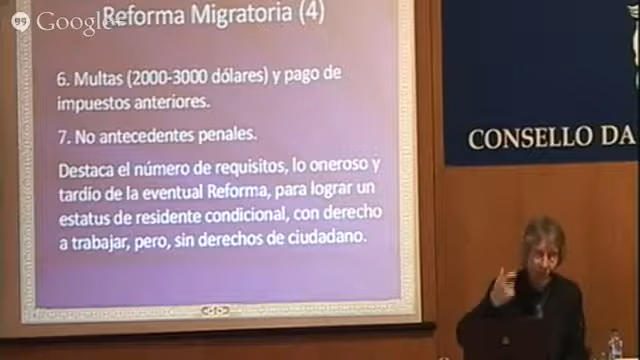 Google+
Reforma Migratoria (4)
6. Multas (2000-3000 dólares) y pago de
impuestos anteriores.
7. No antecedentes penales.
Destaca el número de requisitos, lo oneroso y
tardío de la eventual Reforma, para lograr un
estatus de residente condicional, con derecho
a trabajar, pero, sin derechos de ciudadano.
CONSELLO DA